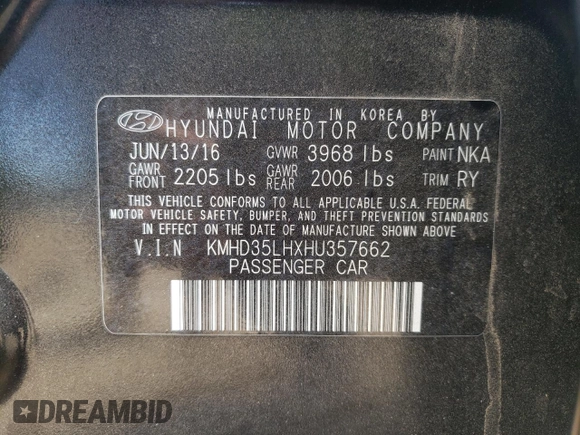 MANUFACTURED IN KOREA BY
HYUNDAI MOTOR COMPANY
JUN/13/16 GVWR 3968 lbs PAINT NKA
GAWR FRONT 2205 lbs GAWR REAR 2006 lbs TRIM RY
THIS VEHICLE CONFORMS TO ALL APPLICABLE U.S.A. FEDERAL
MOTOR VEHICLE SAFETY, BUMPER, AND THEFT PREVENTION STANDARDS
IN EFFECT ON THE DATE OF MANUFACTURE SHOWN ABOVE
V.I.N KMHD35LHXHU357662
PASSENGER CAR
DREAMBID